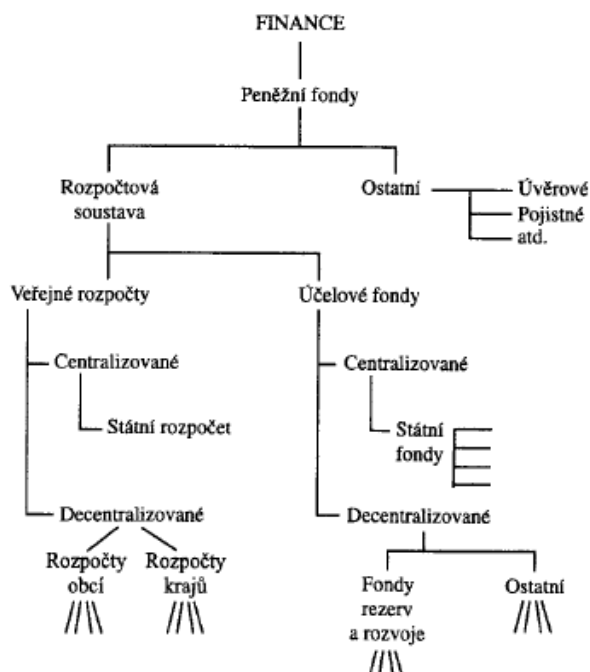 FINANCE
Peněžní fondy
Rozpočtová
soustava
Ostatní
Úvěrové
Pojistné
atd.
Veřejné rozpočty
Účelové fondy
Centralizované
Státní rozpočet
Centralizované
Státní
fondy
Decentralizované
Rozpočty
obcí
Rozpočty
krajů
Decentralizované
Fondy
rezerv
a rozvoje
Ostatní